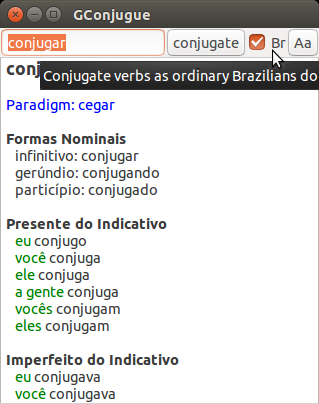 GConjugue
conjugar conjugate Br Aa
conj
Conjugate verbs as ordinary Brazilians do
Paradigm: cegar
Formas Nominais
infinitivo: conjugar
gerúndio: conjugando
particípio: conjugado
Presente do Indicativo
eu conjugo
você conjuga
ele conjuga
a gente conjuga
vocês conjugam
eles conjugam
Imperfeito do Indicativo
eu conjugava
você conjugava